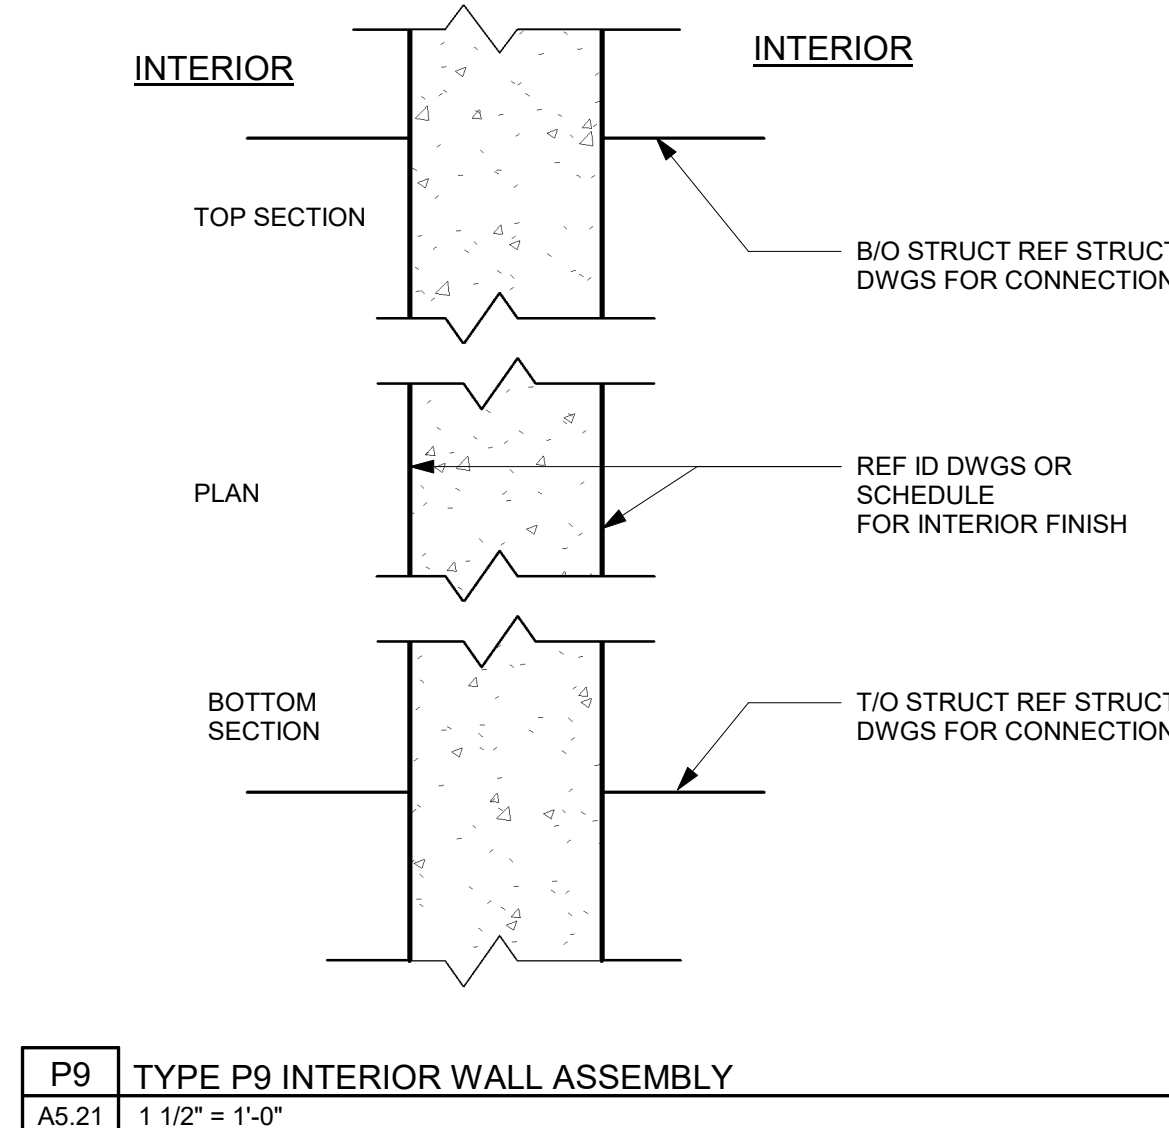 INTERIOR
INTERIOR
TOP SECTION
B/O STRUCT REF STRUCT
DWGS FOR CONNECTION
PLAN
REF ID DWGS OR
SCHEDULE
FOR INTERIOR FINISH
BOTTOM
SECTION
T/O STRUCT REF STRUCT
DWGS FOR CONNECTION
P9
TYPE P9 INTERIOR WALL ASSEMBLY
A5.21
1 1/2" = 1'-0"